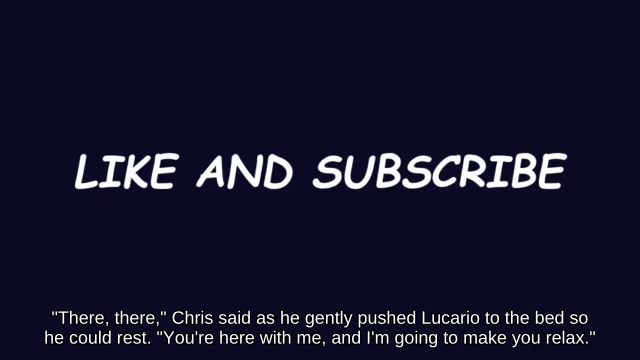 LIKE AND SUBSCRIBE
"There, there," Chris said as he gently pushed Lucario to the bed so
he could rest. "You're here with me, and I'm going to make you relax."